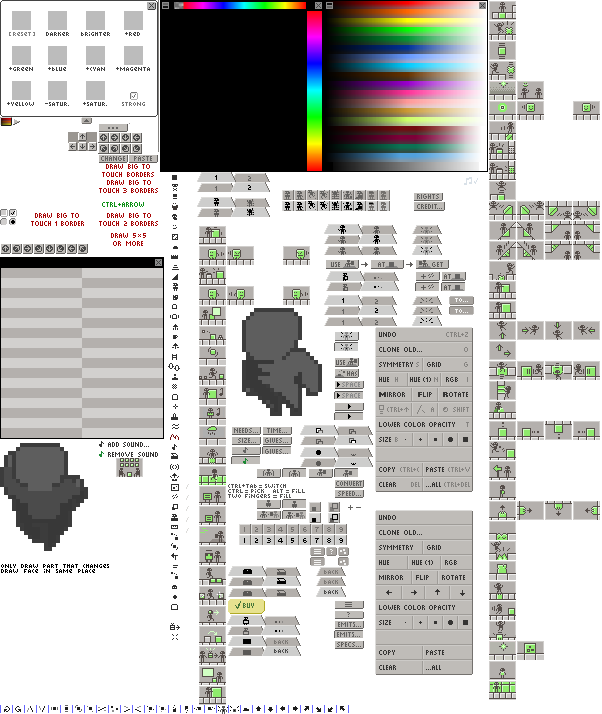 CRESET3 DARKER BRIGHTER +RED
+GREEN +BLUE +CYAN +MAGENTA
+YELLOW -SATUR. +SATUR. STRONG
CHANGE PASTE
DRAW BIG TO
TOUCH BORDERS
DRAW BIG TO
TOUCH 3 BORDERS
CTRL+ARROW
DRAW BIG TO
TOUCH 1 BORDER
DRAW BIG TO
TOUCH 2 BORDERS
DRAW 5x5
OR MORE
ADD SOUND...
REMOVE SOUND
ONLY DRAW PART THAT CHANGES
DRAW FACE IN SAME PLACE
1 2
1 2
RIGHTS
CREDIT...
USE AT GET
+ AT
+ AT
1 2 TO...
1 2 TO...
1 2
USE
HAS
SPACE
SPACE
NEEDS... TIME...
SIZE... GIVES...
GIVES...
CTRL+TAB = SWITCH
CTRL = PICK ALT = FILL
TWO FINGERS = FILL
CONVERT
SPEED...
1 2 3 4 5 6 7 8 9
1 2 3 4 5 6 7 8 9
BACK
BACK
BACK
BUY
?
EMITS...
EMITS...
SPECS...
BACK
BACK
UNDO CTRL+Z
CLONE OLD... O
SYMMETRY S GRID G
HUE H HUE (1) N RGB I
MIRROR FLIP ROTATE
CTRL+↑ A SHIFT
LOWER COLOR OPACITY T
SIZE B
COPY CTRL+C PASTE CTRL+V
CLEAR DEL ...ALL CTRL+DEL
UNDO
CLONE OLD...
SYMMETRY GRID
HUE HUE (1) RGB
MIRROR FLIP ROTATE
← → ↑ ↓
LOWER COLOR OPACITY
SIZE
COPY PASTE
CLEAR ...ALL